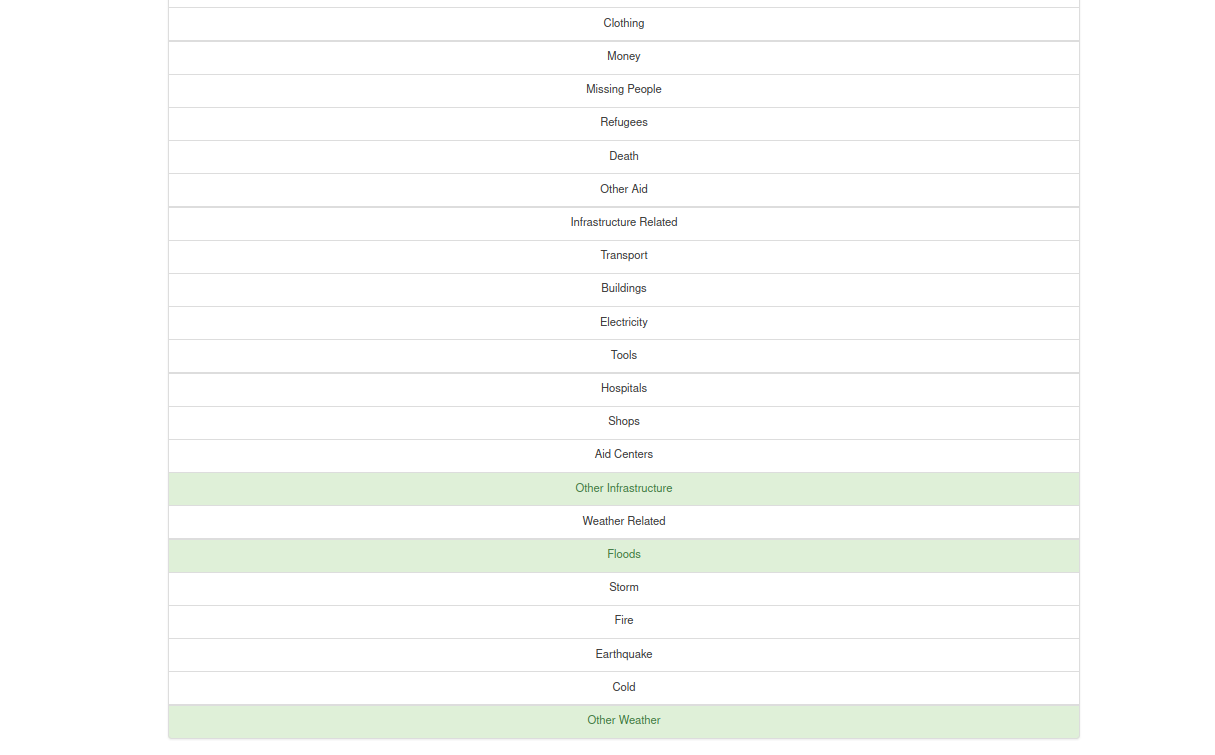 Clothing
Money
Missing People
Refugees
Death
Other Aid
Infrastructure Related
Transport
Buildings
Electricity
Tools
Hospitals
Shops
Aid Centers
Other Infrastructure
Weather Related
Floods
Storm
Fire
Earthquake
Cold
Other Weather